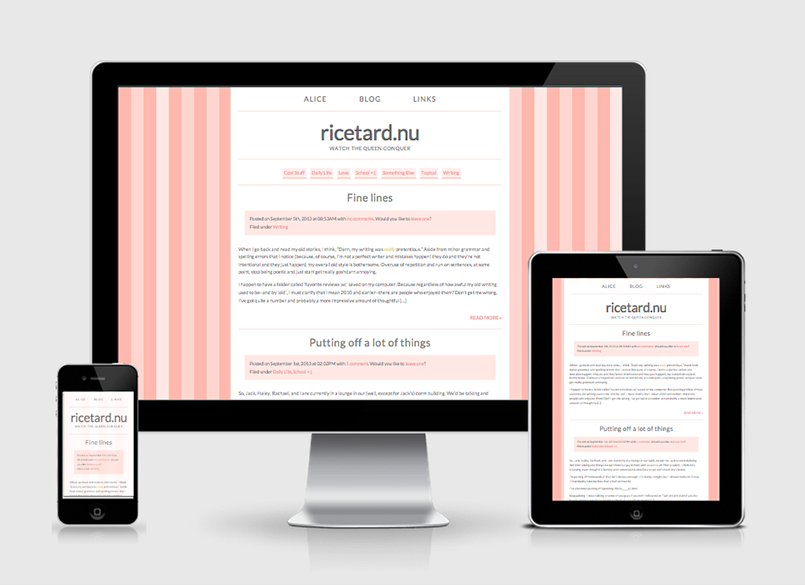 ALICE BLOG LINKS
ricetard.nu
WATCH THE QUEEN CONQUER
Cool Stuff Daily Life Love School =( Something Else Topical Writing
Fine lines
Posted on September 5th, 2013 at 08:53AM with no comments. Would you like to leave one?
Filed under Writing
When I go back and read my old stories, I think, "Darn, my writing was really pretentious." Aside from minor grammar and
spelling errors that I notice (because, of course, I'm not a perfect writer and mistakes happen! they do and they're not
intentional and they just happen), my overall old style is bothersome. Overuse of repetition and run on sentences, at some
point, stop being poetic and just start get really goshdarn annoying.
I happen to have a folder called 'favorite reviews xx,' saved on my computer. Because regardless of how awful my old writing
used to be- and by 'old', I must clarify that I mean 2010 and earlier- there are people who enjoyed them? Don't get me wrong,
I've got quite a number and probably a more impressive amount of thoughtful [...]
READ MORE »
Putting off a lot of things
Posted on September 1st, 2013 at 02:53PM with 1 comment. Would you like to leave one?
Filed under Daily Life, School =(
So, Jack, Haley, Rachael, and I are currently in a lounge in our (well, except for Jack's) dorm building. We'd be talking and
ALICE BLOG LINKS
ricetard.nu
WATCH THE QUEEN CONQUER
Fine lines
ALICE BLOG LINKS
ricetard.nu
WATCH THE QUEEN CONQUER
Fine lines
READ MORE »
Putting off a lot of things